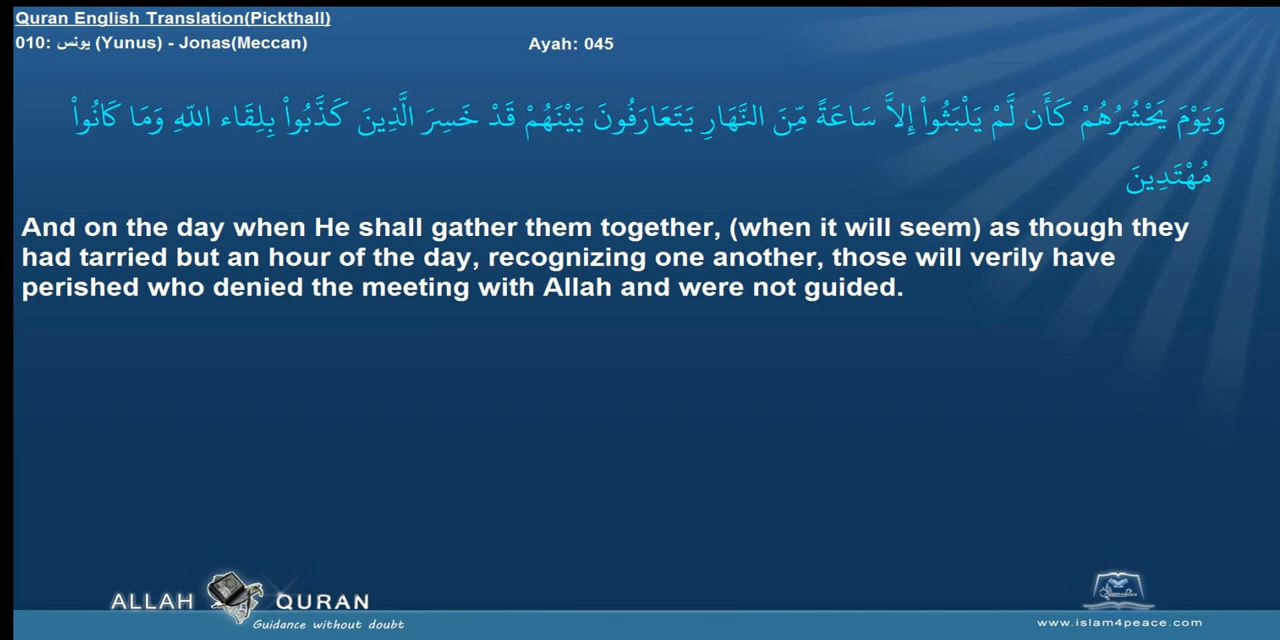 Quran English Translation(Pickthall)
010: يونس (Yunus) - Jonas(Meccan)
Ayah: 045
وَيَوْمَ يَحْشُرُهُمْ كَأَن لَّمْ يَلْبَثُواْ إِلاَّ سَاعَةً مِّنَ النَّهَارِ يَتَعَارَفُونَ بَيْنَهُمْ قَدْ خَسِرَ الَّذِينَ كَذَّبُواْ بِلِقَاء اللّهِ وَمَا كَانُواْ
مُهْتَدِينَ
And on the day when He shall gather them together, (when it will seem) as though they
had tarried but an hour of the day, recognizing one another, those will verily have
perished who denied the meeting with Allah and were not guided.
ALLAH QURAN
Guidance without doubt
www.islam4peace.com